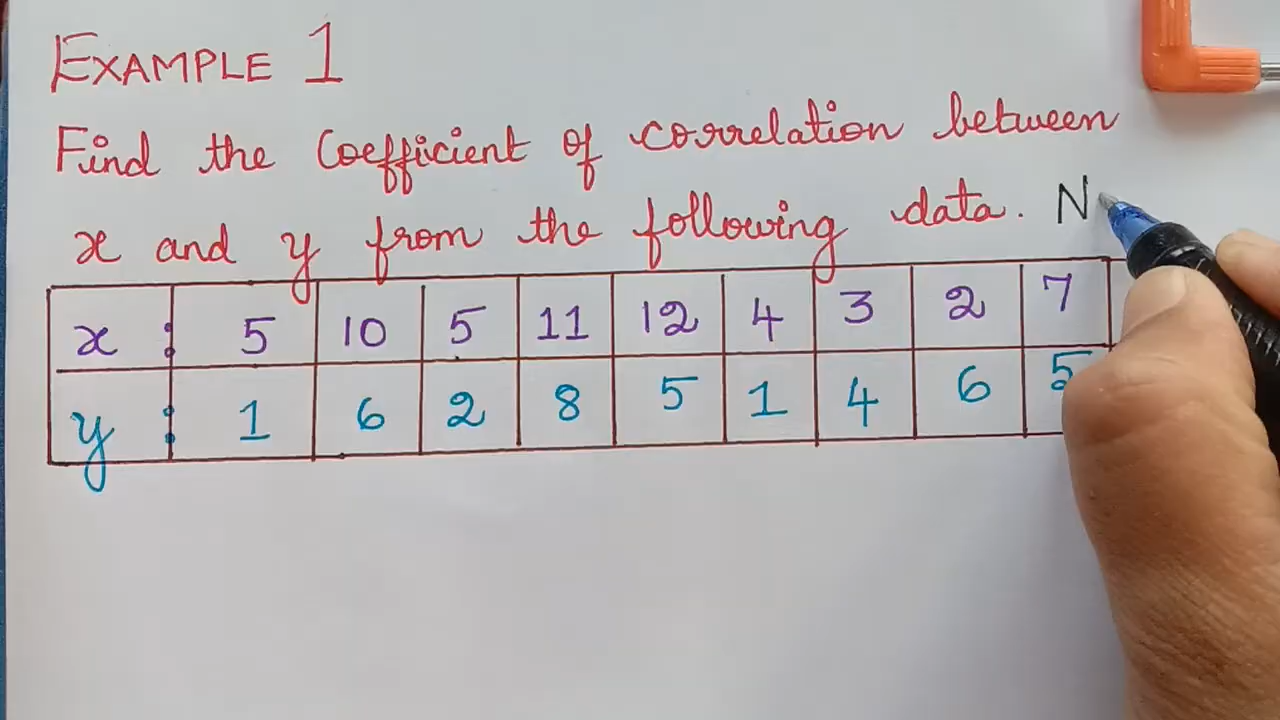 EXAMPLE 1
Find the Coefficient of correlation between
x and y from the following data. N
x : 5 10 5 11 12 4 3 2 7
y : 1 6 2 8 5 1 4 6 5